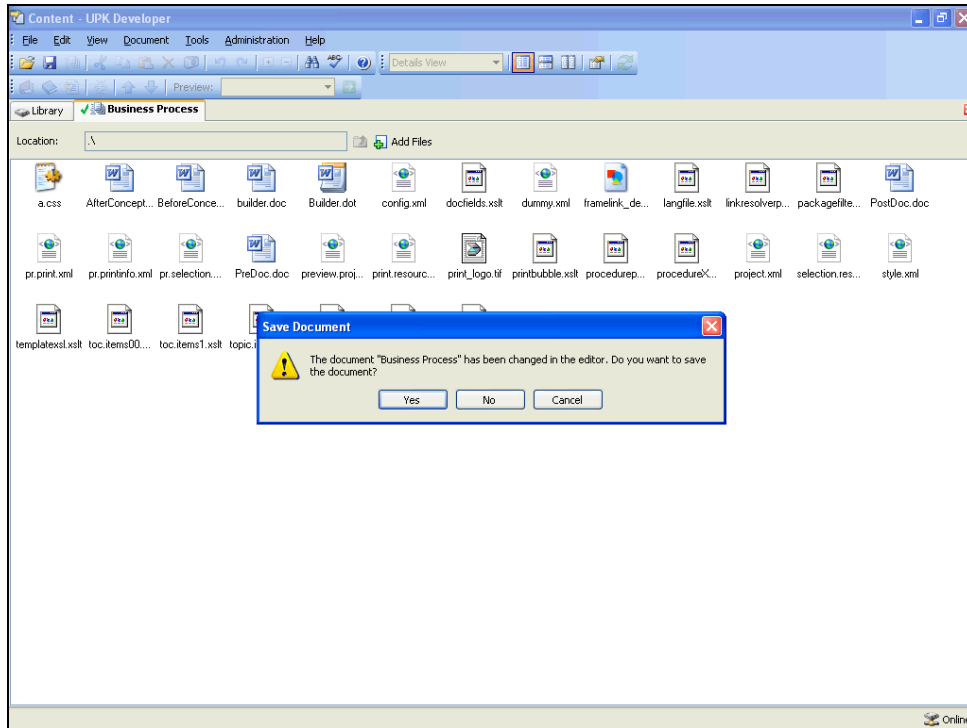 Content - UPK Developer
File Edit View Document Tools Administration Help
Details View
Preview:
Library Business Process
Location: .\ Add Files
a.css AfterConcept... BeforeConce... builder.doc Builder.dot config.xml docfields.xslt dummy.xml framelink_de... langfile.xslt linkresolverp... packagefilte... PostDoc.doc
pr.print.xml pr.printinfo.xml pr.selection.... PreDoc.doc preview.proj... print.resourc... print_logo.tif printbubble.xslt procedurep... procedureX... project.xml selection.res... style.xml
templatexsl.xslt toc.items00.... toc.items1.xslt topic.i
Save Document
The document "Business Process" has been changed in the editor. Do you want to save
the document?
Yes No Cancel
Online